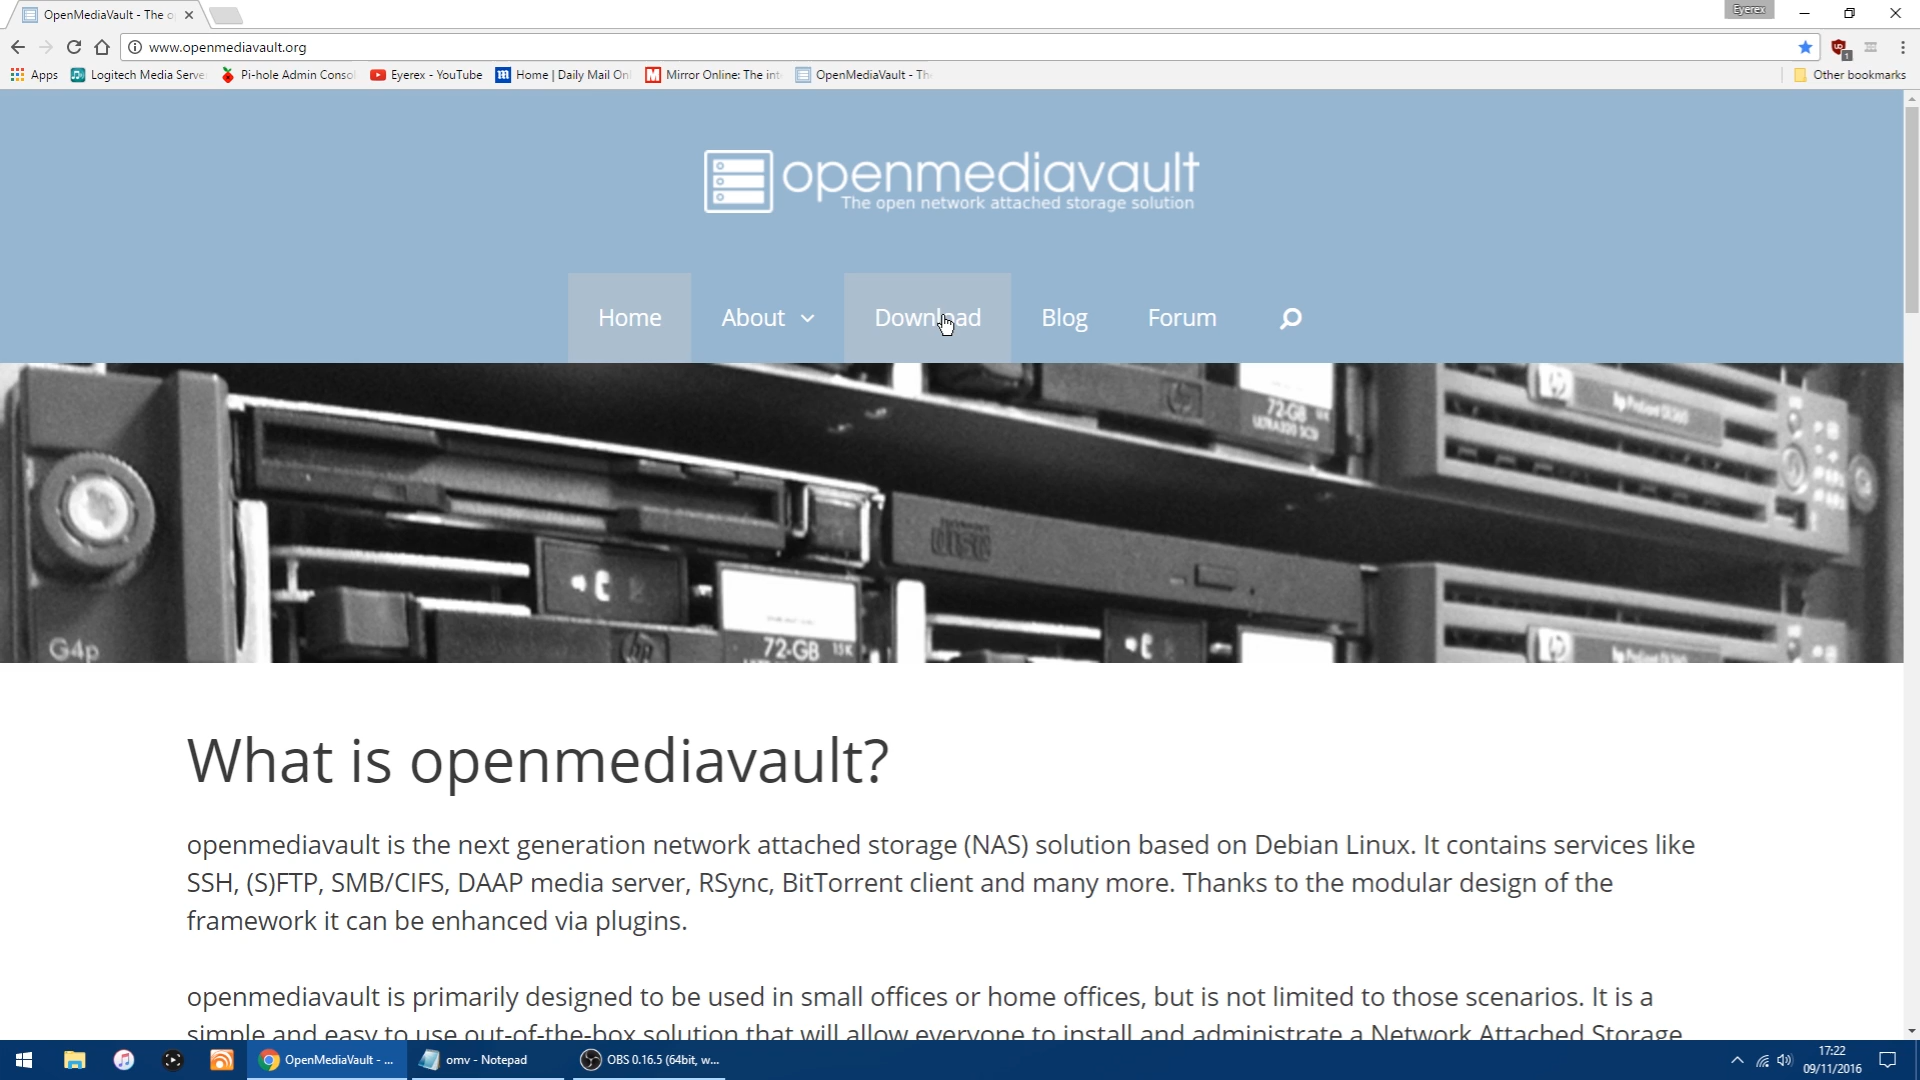 OpenMediaVault - The o
Eyerex
www.openmediavault.org
Apps
Logitech Media Serve
Pi-hole Admin Conso
Eyerex - YouTube
Home | Daily Mail Onl
Mirror Online: The int
OpenMediaVault - Th
Other bookmarks
openmediavault
The open network attached storage solution
Home
About
Download
Blog
Forum
72-GB
G4p
72-GB 15K
What is openmediavault?
openmediavault is the next generation network attached storage (NAS) solution based on Debian Linux. It contains services like
SSH, (S)FTP, SMB/CIFS, DAAP media server, RSync, BitTorrent client and many more. Thanks to the modular design of the
framework it can be enhanced via plugins.
openmediavault is primarily designed to be used in small offices or home offices, but is not limited to those scenarios. It is a
simple and easy to use out-of-the-box solution that will allow everyone to install and administrate a Network Attached Storage
OpenMediaVault - ...
omv - Notepad
OBS 0.16.5 (64bit, w...
17:22
09/11/2016